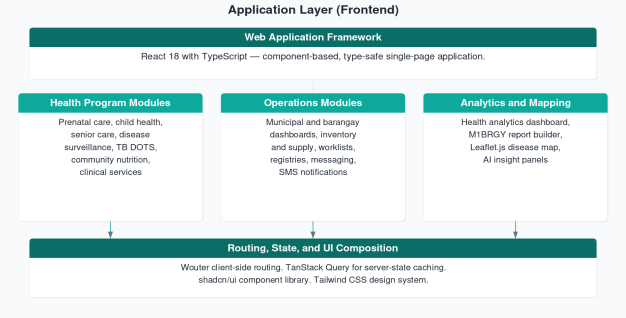 Application Layer (Frontend)
Web Application Framework
React 18 with TypeScript — component-based, type-safe single-page application.
Health Program Modules
Prenatal care, child health,
senior care, disease
surveillance, TB DOTS,
community nutrition,
clinical services
Operations Modules
Municipal and barangay
dashboards, inventory
and supply, worklists,
registries, messaging,
SMS notifications
Analytics and Mapping
Health analytics dashboard,
M1BRGY report builder,
Leaflet.js disease map,
AI insight panels
Routing, State, and UI Composition
Wouter client-side routing. TanStack Query for server-state caching.
shadcn/ui component library. Tailwind CSS design system.